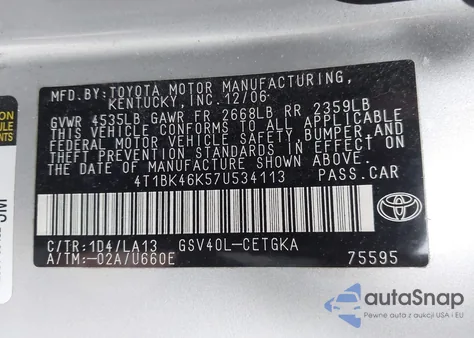 MFD.BY:TOYOTA MOTOR MANUFACTURING,
KENTUCKY,INC.12/06
GVWR 4535LB GAWR FR 2668LB RR 2359LB
THIS VEHICLE CONFORMS TO ALL APPLICABLE
FEDERAL MOTOR VEHICLE SAFETY, BUMPER,AND
THEFT PREVENTION STANDARDS IN EFFECT ON
THE DATE OF MANUFACTURE SHOWN ABOVE.
4T1BK46K57U534113 PASS.CAR
C/TR:1D4/LA13 GSV40L-CETGKA
A/TM:-02A/U660E 75595
TOYOTA
autoSnap
Pewne auta z aukcji USA i EU